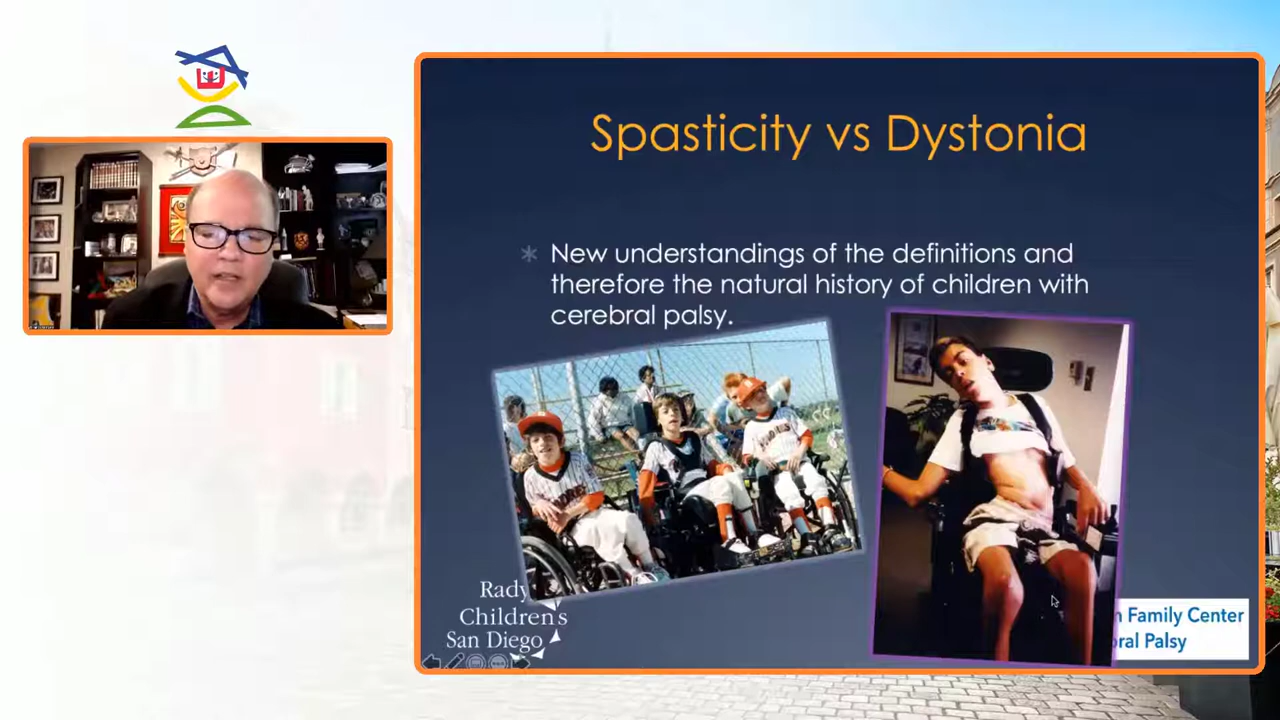 Spasticity vs Dystonia
New understandings of the definitions and
therefore the natural history of children with
cerebral palsy.
Rady
Children's
San Diego
Family Center
Palsy